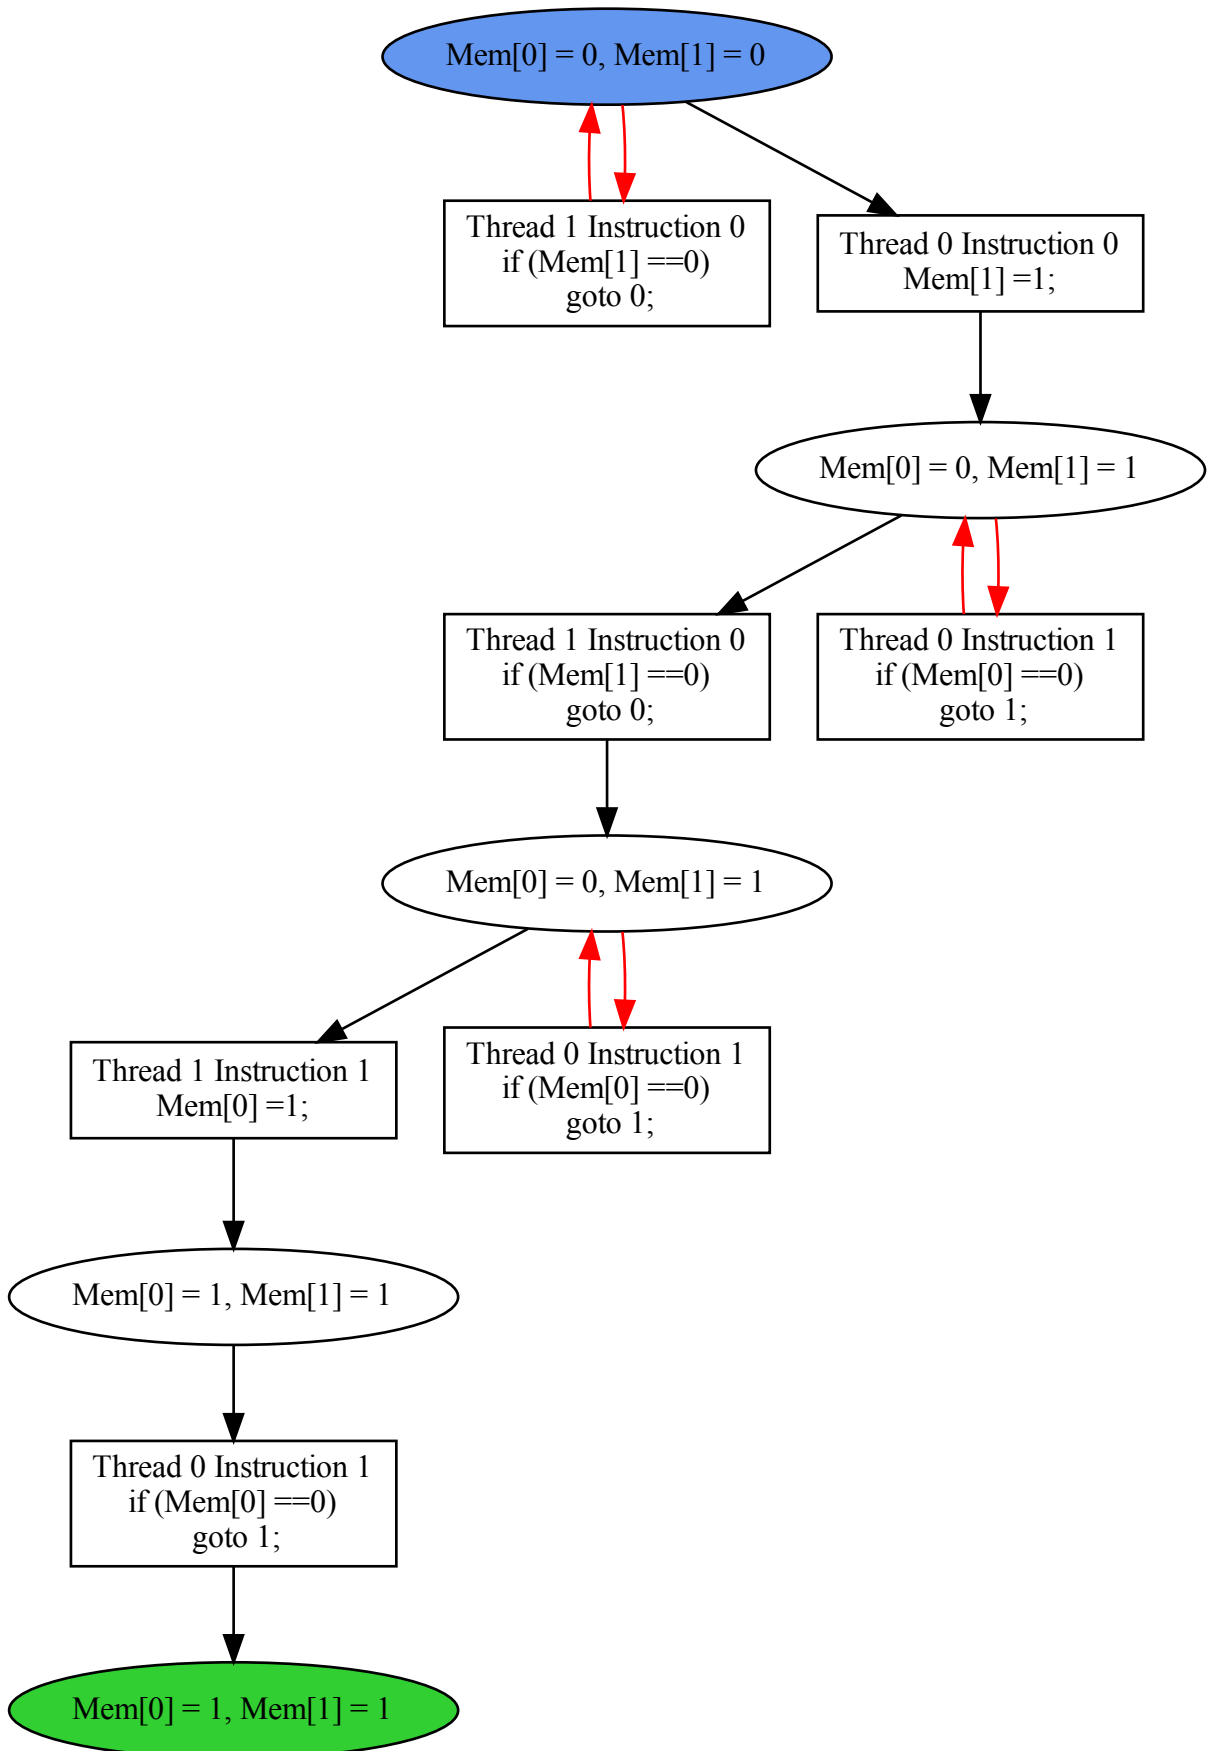 Mem[0] = 0, Mem[1] = 0
Thread 1 Instruction 0
if (Mem[1] ==0)
goto 0;
Thread 0 Instruction 0
Mem[1] =1;
Mem[0] = 0, Mem[1] = 1
Thread 1 Instruction 0
if (Mem[1] ==0)
goto 0;
Thread 0 Instruction 1
if (Mem[0] ==0)
goto 1;
Mem[0] = 0, Mem[1] = 1
Thread 1 Instruction 1
Mem[0] =1;
Thread 0 Instruction 1
if (Mem[0] ==0)
goto 1;
Mem[0] = 1, Mem[1] = 1
Thread 0 Instruction 1
if (Mem[0] ==0)
goto 1;
Mem[0] = 1, Mem[1] = 1